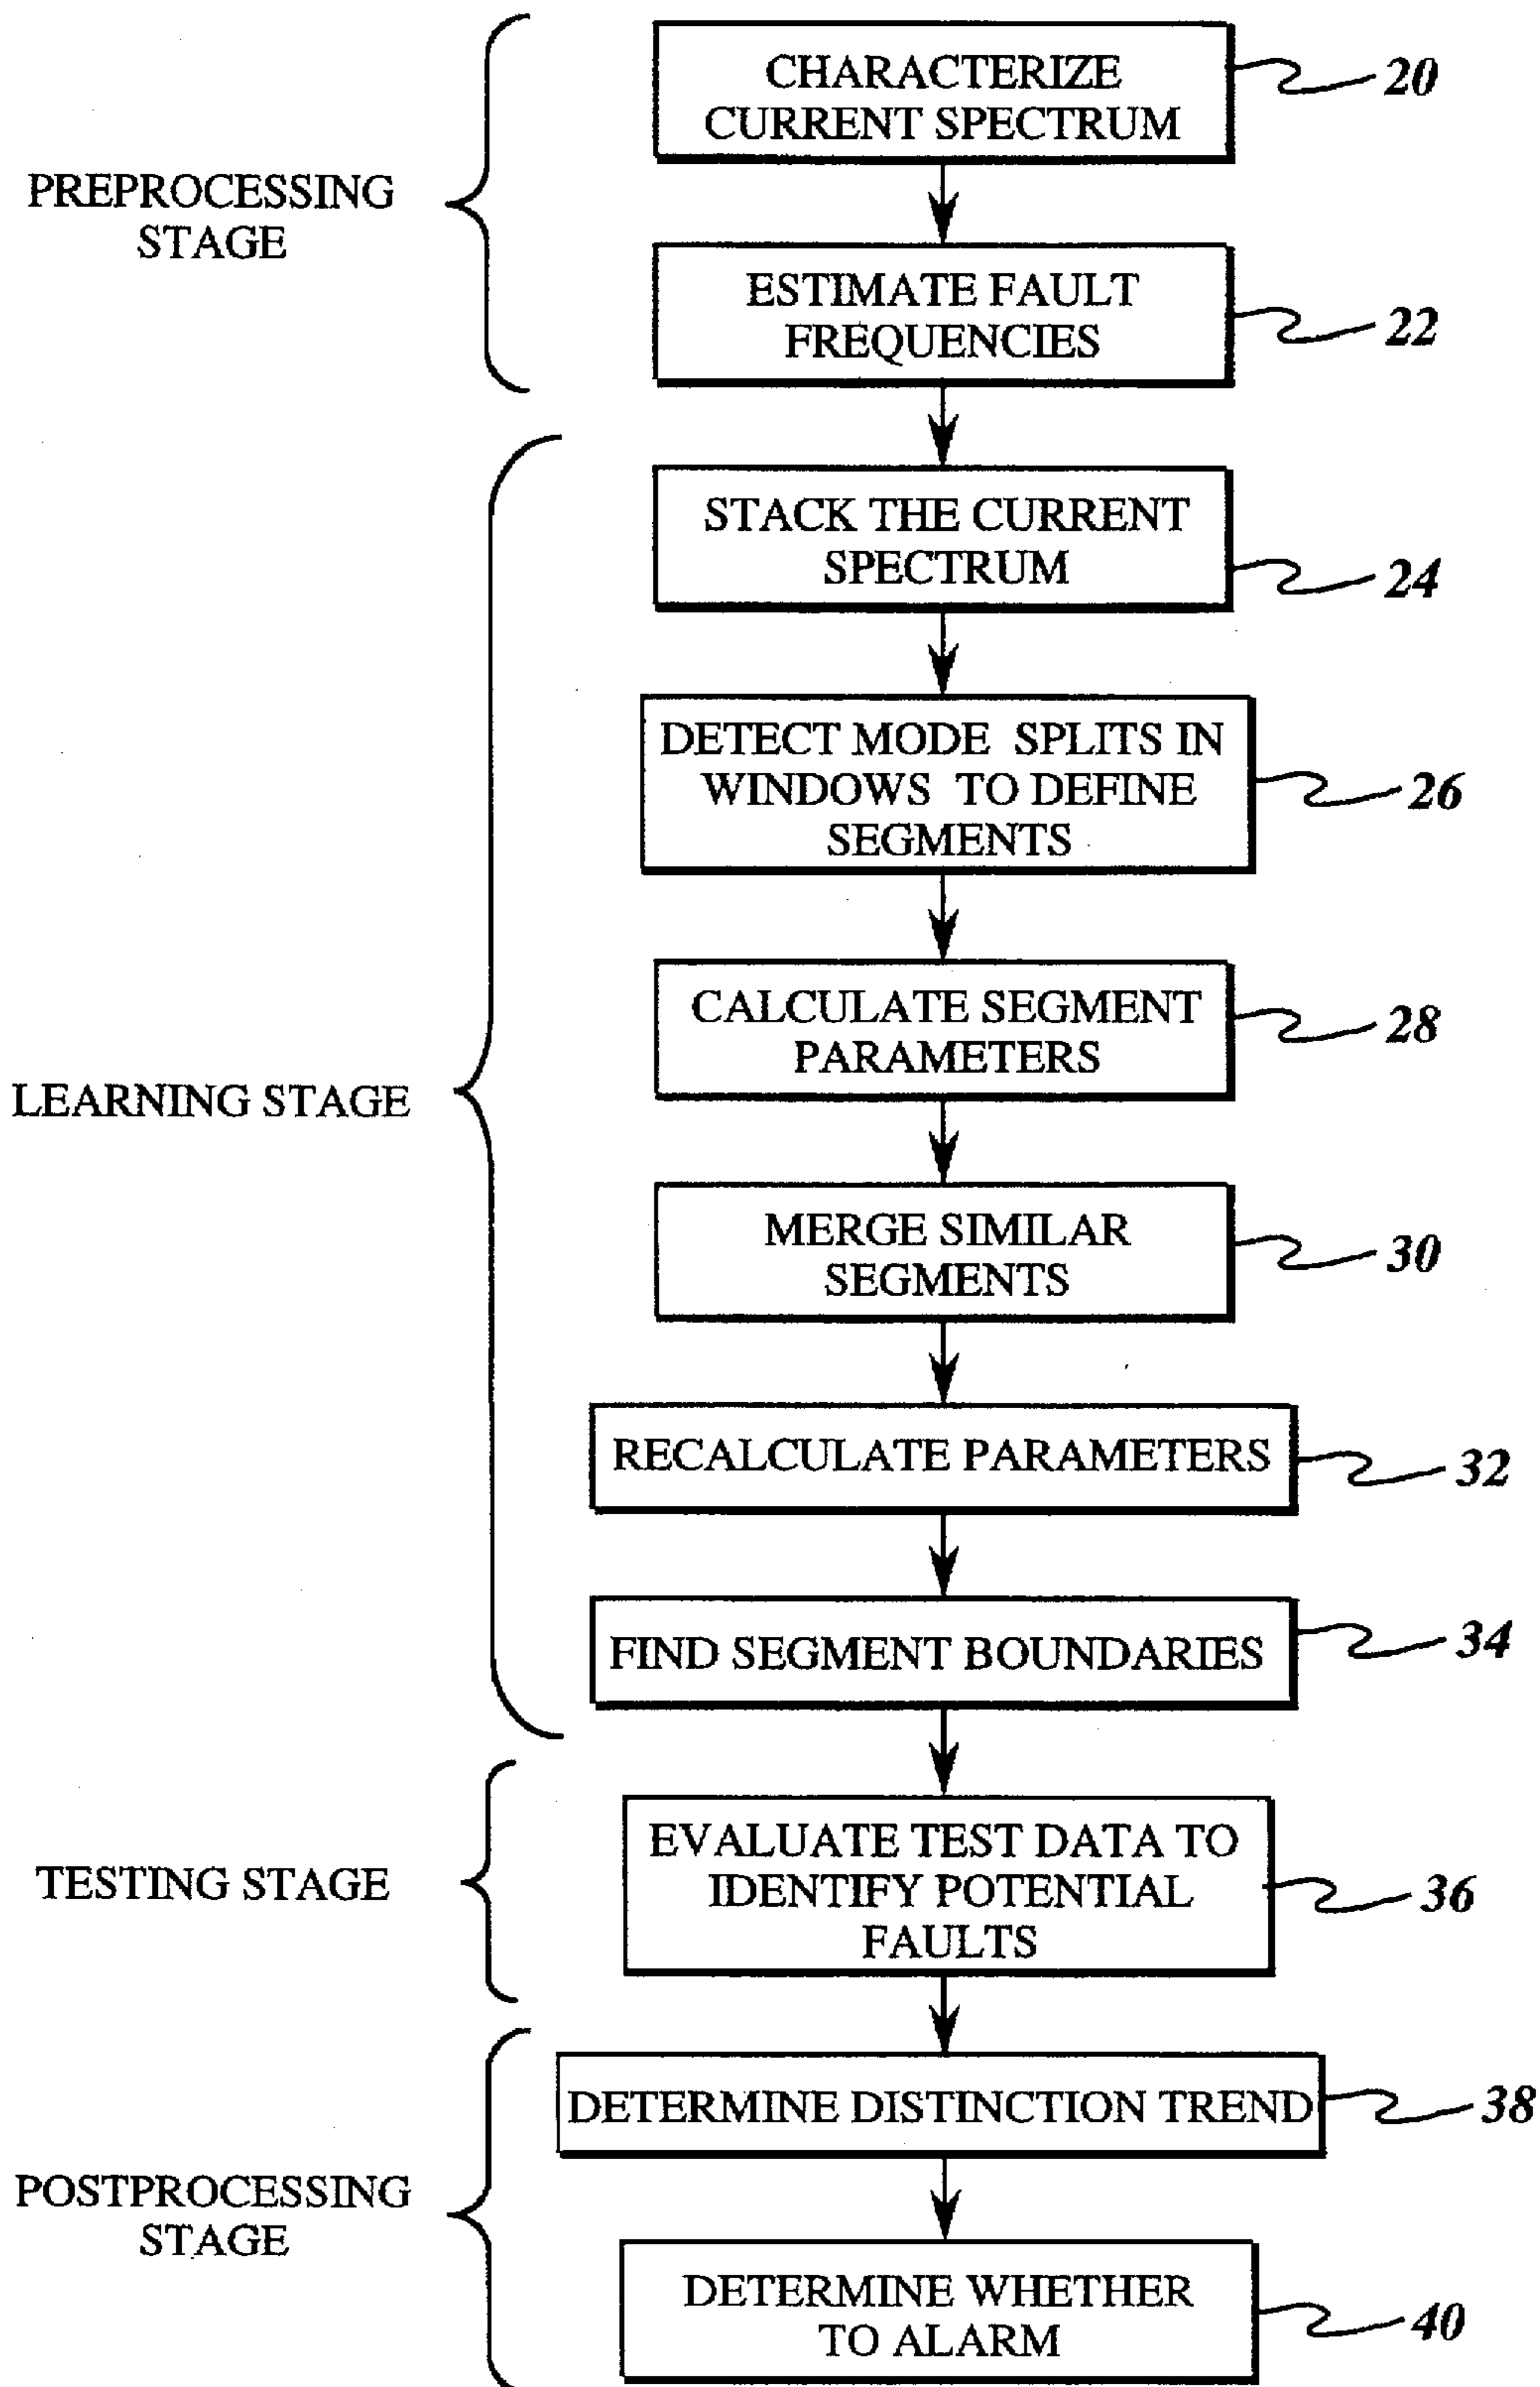 CHARACTERIZE
CURRENT SPECTRUM
20
PREPROCESSING
STAGE
ESTIMATE FAULT
FREQUENCIES
22
STACK THE CURRENT
SPECTRUM
24
DETECT MODE SPLITS IN
WINDOWS TO DEFINE
SEGMENTS
26
CALCULATE SEGMENT
PARAMETERS
28
LEARNING STAGE
MERGE SIMILAR
SEGMENTS
30
RECALCULATE PARAMETERS
32
FIND SEGMENT BOUNDARIES
34
EVALUATE TEST DATA TO
IDENTIFY POTENTIAL
FAULTS
36
TESTING STAGE
DETERMINE DISTINCTION TREND
38
POSTPROCESSING
STAGE
DETERMINE WHETHER
TO ALARM
40